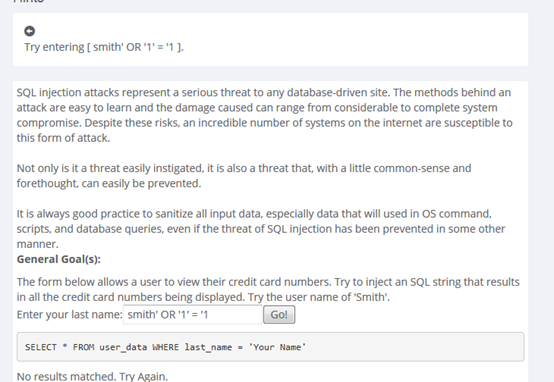 Hints
Try entering [ smith' OR '1' = '1 ].
SQL injection attacks represent a serious threat to any database-driven site. The methods behind an
attack are easy to learn and the damage caused can range from considerable to complete system
compromise. Despite these risks, an incredible number of systems on the internet are susceptible to
this form of attack.
Not only is it a threat easily instigated, it is also a threat that, with a little common-sense and
forethought, can easily be prevented.
It is always good practice to sanitize all input data, especially data that will used in OS command,
scripts, and database queries, even if the threat of SQL injection has been prevented in some other
manner.
General Goal(s):
The form below allows a user to view their credit card numbers. Try to inject an SQL string that results
in all the credit card numbers being displayed. Try the user name of 'Smith'.
Enter your last name: smith' OR '1' = '1 Go!
SELECT * FROM user_data WHERE last_name = 'Your Name'
No results matched. Try Again.